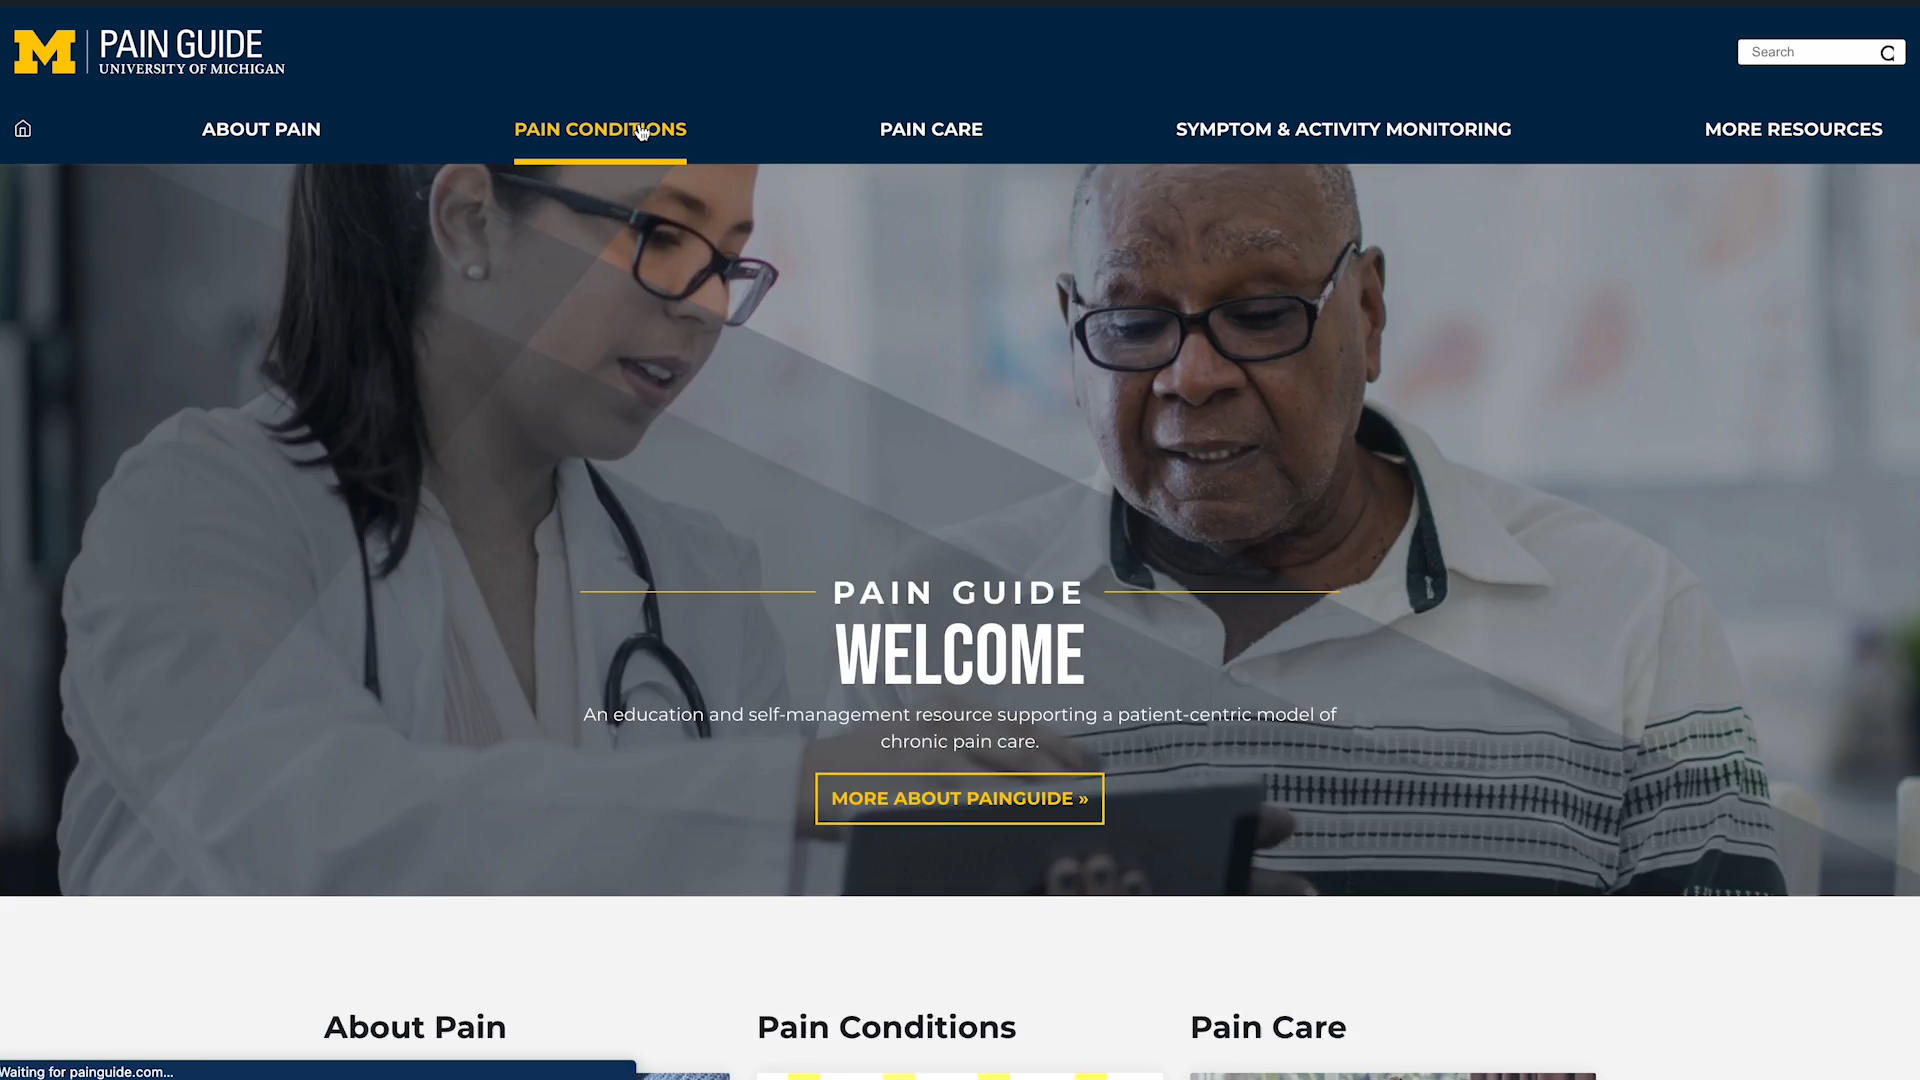 M PAIN GUIDE
UNIVERSITY OF MICHIGAN
Search
ABOUT PAIN
PAIN CONDITIONS
PAIN CARE
SYMPTOM & ACTIVITY MONITORING
MORE RESOURCES
PAIN GUIDE
WELCOME
An education and self-management resource supporting a patient-centric model of
chronic pain care.
MORE ABOUT PAINGUIDE »
About Pain
Pain Conditions
Pain Care
Waiting for painguide.com...